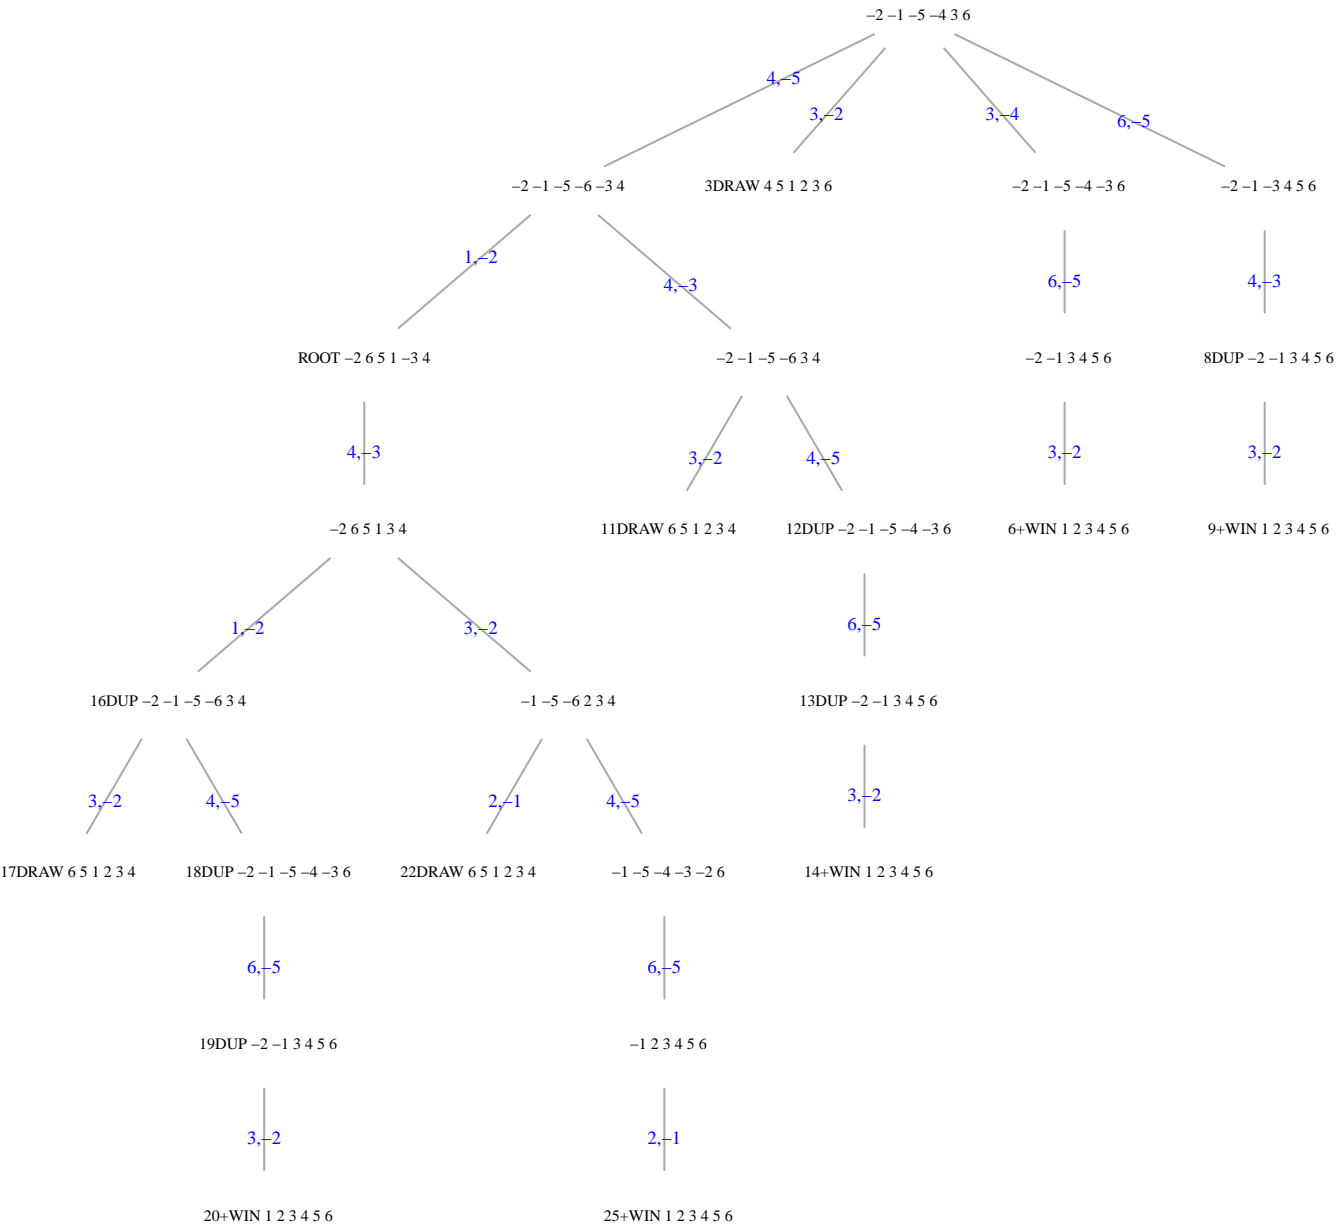 –2 –1 –5 –4 3 6
4,–5
3,–2
3,–4
6,–5
–2 –1 –5 –6 –3 4
3DRAW 4 5 1 2 3 6
–2 –1 –5 –4 –3 6
–2 –1 –3 4 5 6
1,–2
4,–3
6,–5
4,–3
ROOT –2 6 5 1 –3 4
–2 –1 –5 –6 3 4
–2 –1 3 4 5 6
8DUP –2 –1 3 4 5 6
4,–3
3,–2
4,–5
3,–2
3,–2
–2 6 5 1 3 4
11DRAW 6 5 1 2 3 4
12DUP –2 –1 –5 –4 –3 6
6+WIN 1 2 3 4 5 6
9+WIN 1 2 3 4 5 6
1,–2
3,–2
6,–5
16DUP –2 –1 –5 –6 3 4
–1 –5 –6 2 3 4
13DUP –2 –1 3 4 5 6
3,–2
4,–5
2,–1
4,–5
3,–2
17DRAW 6 5 1 2 3 4
18DUP –2 –1 –5 –4 –3 6
22DRAW 6 5 1 2 3 4
–1 –5 –4 –3 –2 6
14+WIN 1 2 3 4 5 6
6,–5
6,–5
19DUP –2 –1 3 4 5 6
–1 2 3 4 5 6
3,–2
2,–1
20+WIN 1 2 3 4 5 6
25+WIN 1 2 3 4 5 6